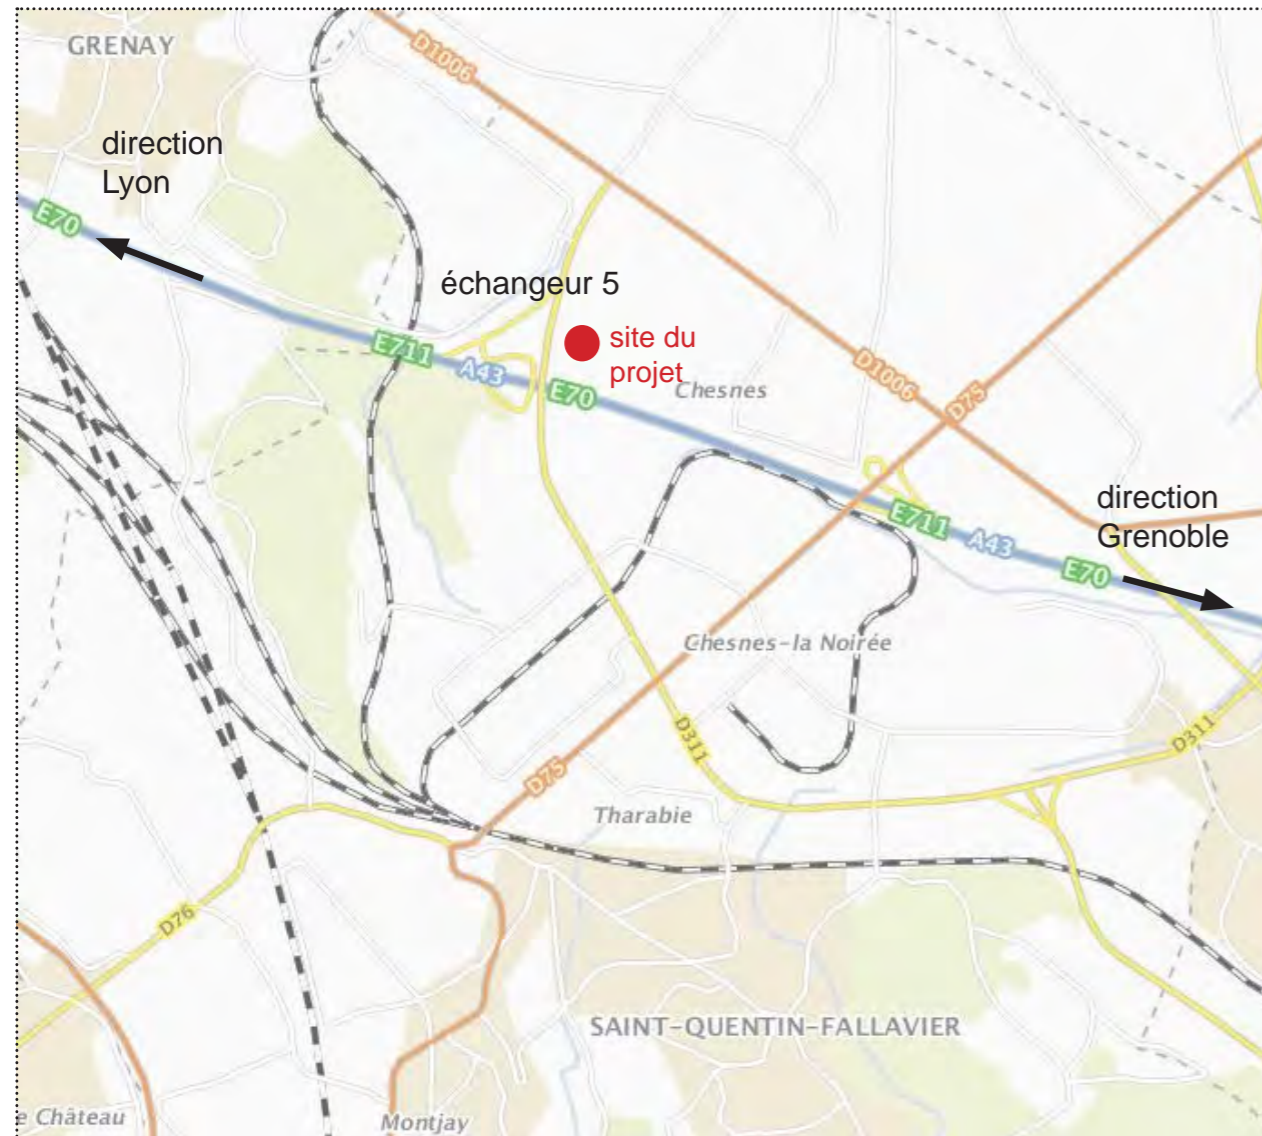 GRENAY
D1006
direction
Lyon
E70
échangeur 5
site du
projet
E711
A43
E70
Chesnes
D1006
D75
direction
Grenoble
E711
A43
E70
Chesnes-la Noirée
D311
D311
D75
Tharabie
D76
SAINT-QUENTIN-FALLAVIER
e Château
Montjay